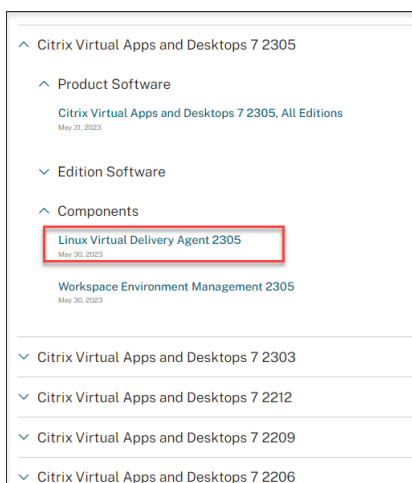 Citrix Virtual Apps and Desktops 7 2305
Product Software
Citrix Virtual Apps and Desktops 7 2305, All Editions
May 31, 2023
Edition Software
Components
Linux Virtual Delivery Agent 2305
May 30, 2023
Workspace Environment Management 2305
May 30, 2023
Citrix Virtual Apps and Desktops 7 2303
Citrix Virtual Apps and Desktops 7 2212
Citrix Virtual Apps and Desktops 7 2209
Citrix Virtual Apps and Desktops 7 2206